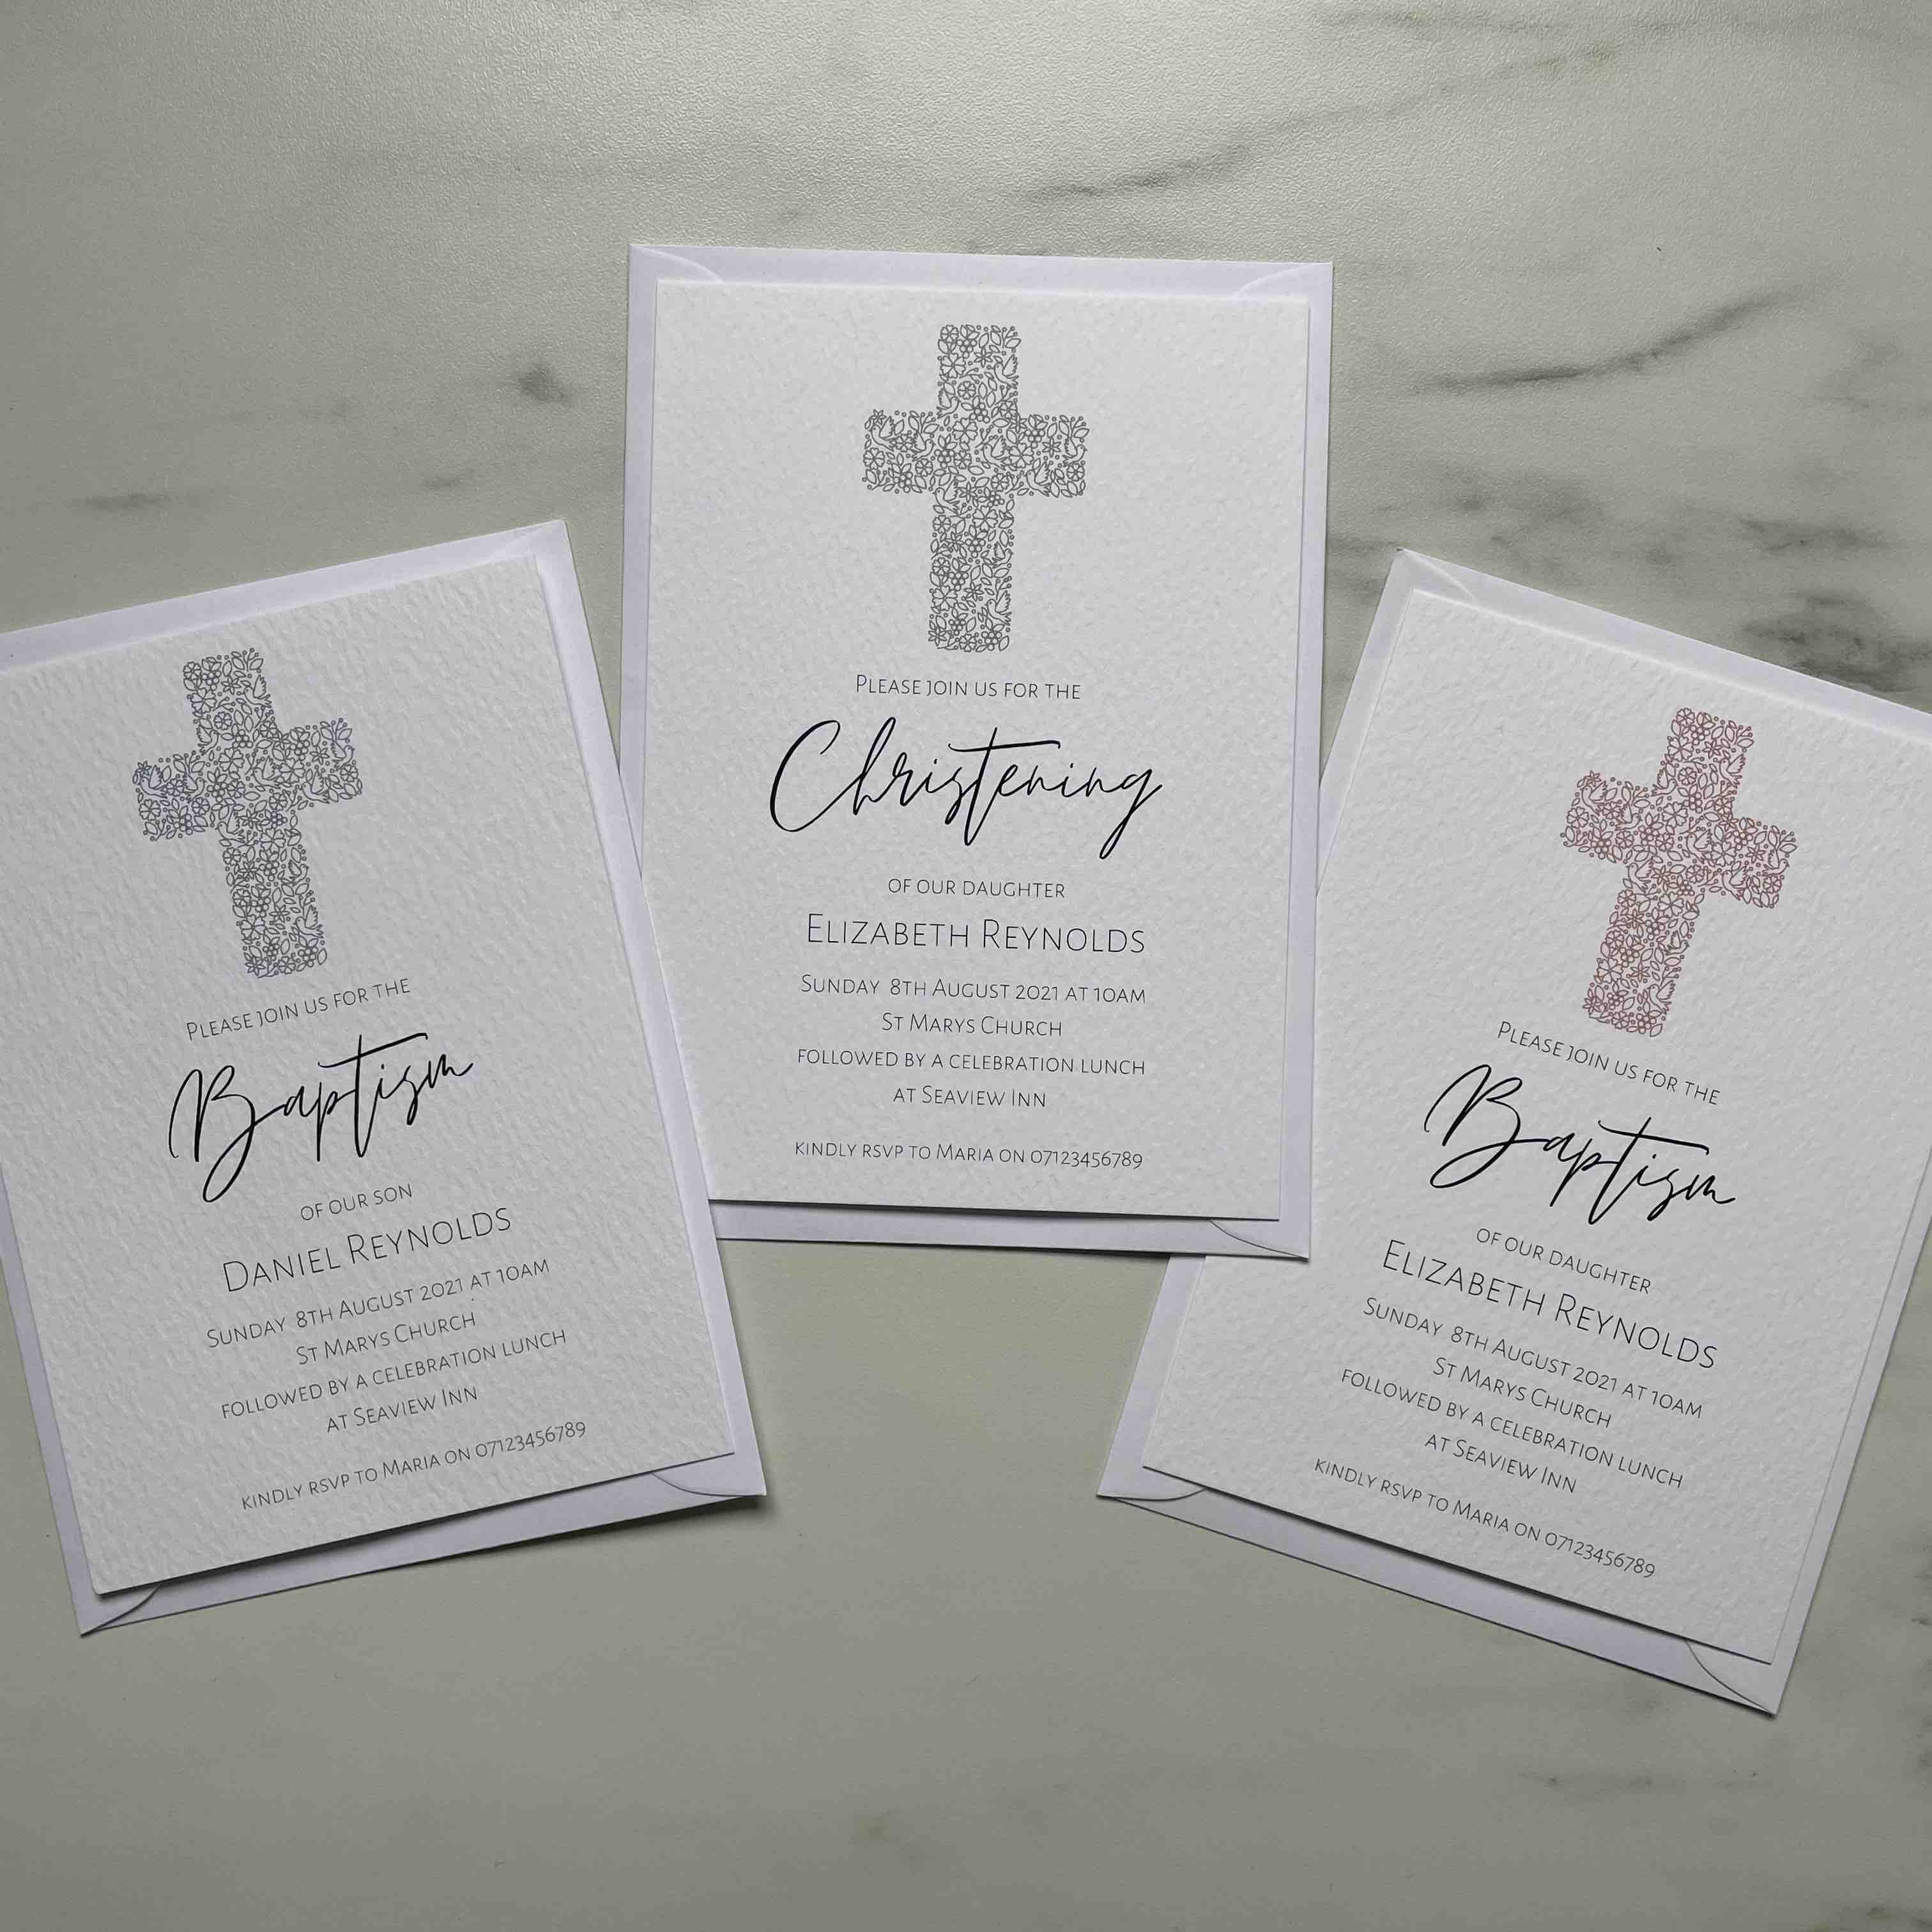 Please join us for the
Baptism
of our son
Daniel Reynolds
Sunday 8th August 2021 at 10am
St Marys Church
followed by a celebration lunch
at Seaview Inn
kindly rsvp to Maria on 07123456789
Please join us for the
Christening
of our daughter
Elizabeth Reynolds
Sunday 8th August 2021 at 10am
St Marys Church
followed by a celebration lunch
at Seaview Inn
kindly rsvp to Maria on 07123456789
Please join us for the
Baptism
of our daughter
Elizabeth Reynolds
Sunday 8th August 2021 at 10am
St Marys Church
followed by a celebration lunch
at Seaview Inn
kindly rsvp to Maria on 07123456789